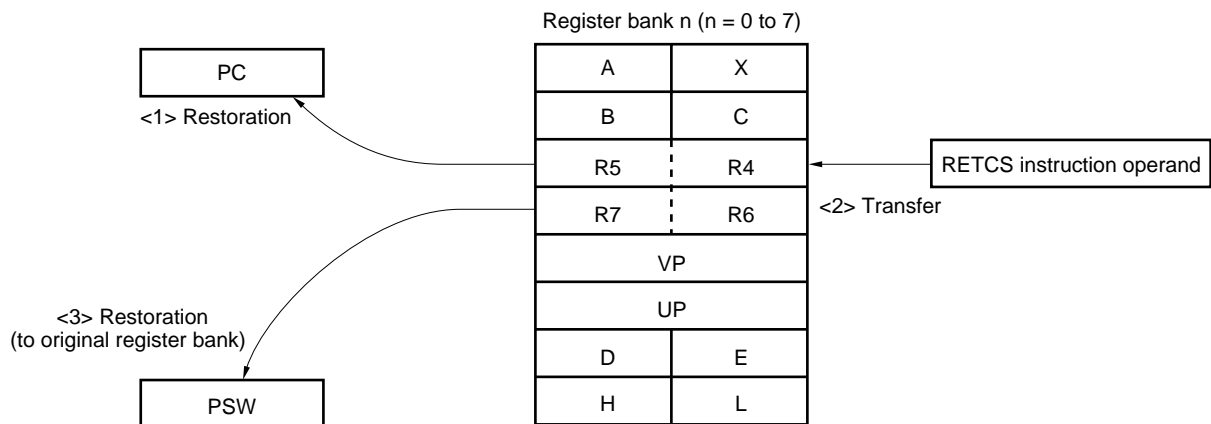 Register bank n (n = 0 to 7)
PC
A X
<1> Restoration
B C
R5 R4
RETCS instruction operand
R7 R6
<2> Transfer
VP
UP
<3> Restoration
(to original register bank)
D E
PSW
H L